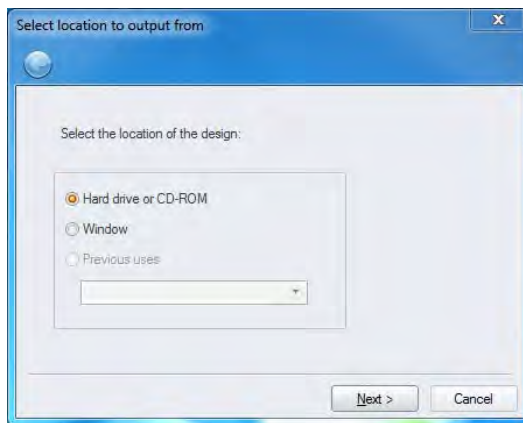 Select location to output from
Select the location of the design:
Hard drive or CD-ROM
Window
Previous uses
Next >
Cancel